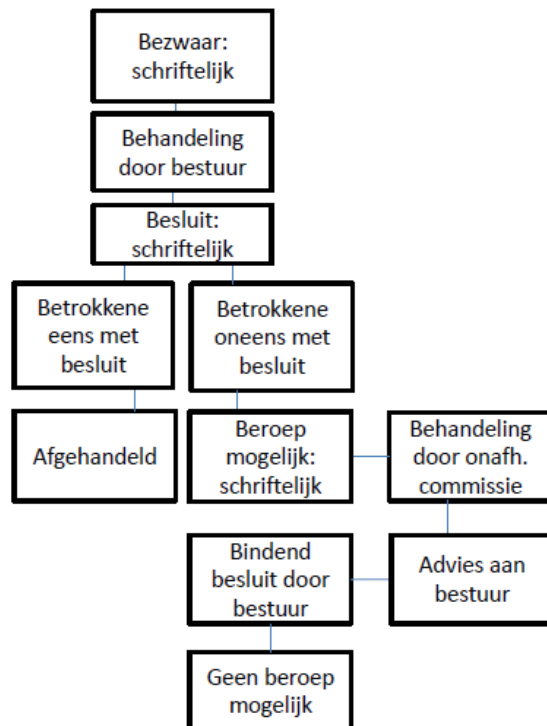 Bezwaar:
schriftelijk
Behandeling
door bestuur
Besluit:
schriftelijk
Betrokkene
eens met
besluit
Betrokkene
oneens met
besluit
Afgehandeld
Beroep
mogelijk:
schriftelijk
Behandeling
door onafh.
commissie
Bindend
besluit door
bestuur
Advies aan
bestuur
Geen beroep
mogelijk